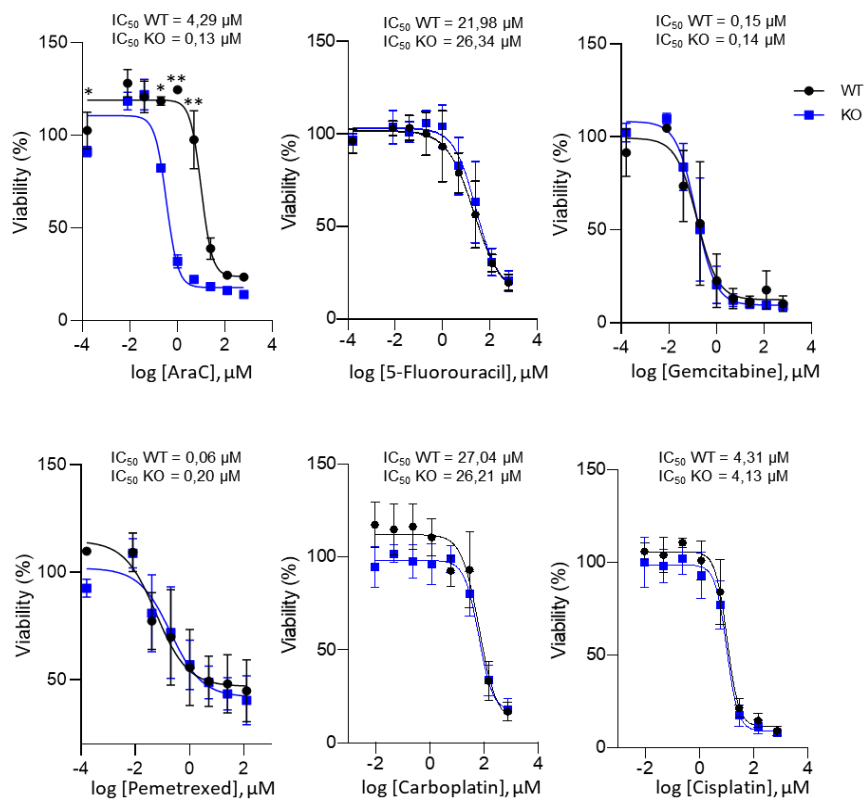 IC50 WT = 4,29 µM
IC50 KO = 0,13 µM
150
100
50
0
Viability (%)
* * ** **
-4 -2 0 2 4
log [AraC], µM
IC50 WT = 21,98 µM
IC50 KO = 26,34 µM
150
100
50
0
Viability (%)
-4 -2 0 2 4
log [5-Fluorouracil], µM
IC50 WT = 0,15 µM
IC50 KO = 0,14 µM
150
100
50
0
Viability (%)
-4 -2 0 2 4
log [Gemcitabine], µM
WT
KO
IC50 WT = 0,06 µM
IC50 KO = 0,20 µM
150
100
50
Viability (%)
-4 -2 0 2
log [Pemetrexed], µM
IC50 WT = 27,04 µM
IC50 KO = 26,21 µM
150
100
50
0
Viability (%)
-2 0 2 4
log [Carboplatin], µM
IC50 WT = 4,31 µM
IC50 KO = 4,13 µM
150
100
50
0
Viability (%)
-2 0 2 4
log [Cisplatin], µM